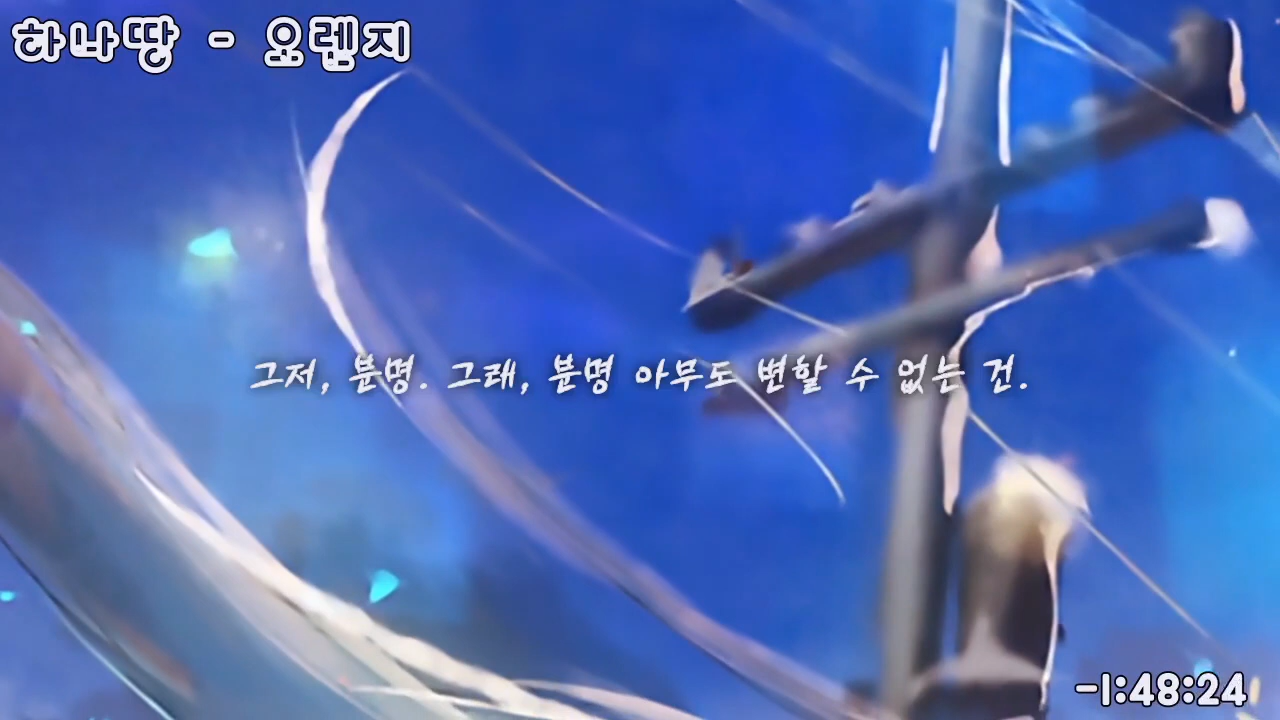 하나땅 - 요렘지
그저, 분명. 그래, 분명 아무도 변할 수 없는 건.
-1:48:24